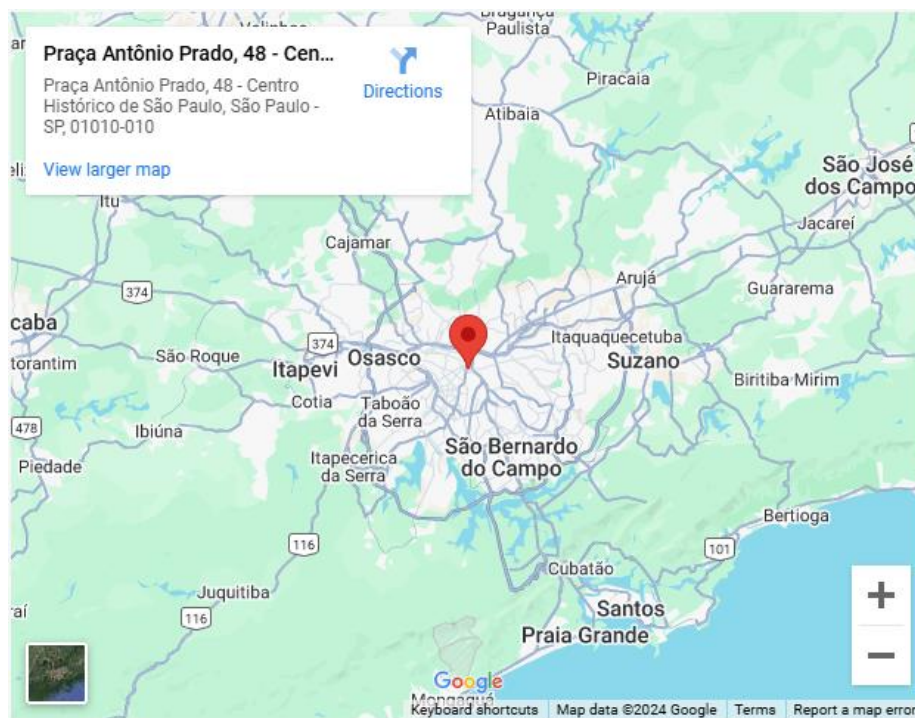 Praça Antônio Prado, 48 - Cen...
Praça Antônio Prado, 48 - Centro
Histórico de São Paulo, São Paulo -
SP, 01010-010
View larger map
Directions
Bragança
Paulista
Piracaia
Atibaia
São José
dos Campo
Itu
Cajamar
Jacareí
Arujá
Guararema
374
caba
torantim
São Roque
374
Itapevi
Osasco
Itaquaquecetuba
Suzano
Biritiba Mirim
Cotia
Taboão
da Serra
478
Ibiúna
Piedade
Itapecerica
da Serra
São Bernardo
do Campo
Bertioga
116
101
Cubatão
Juquitiba
116
Santos
Praia Grande
Google
Mongaguá
Keyboard shortcuts
Map data ©2024 Google
Terms
Report a map error